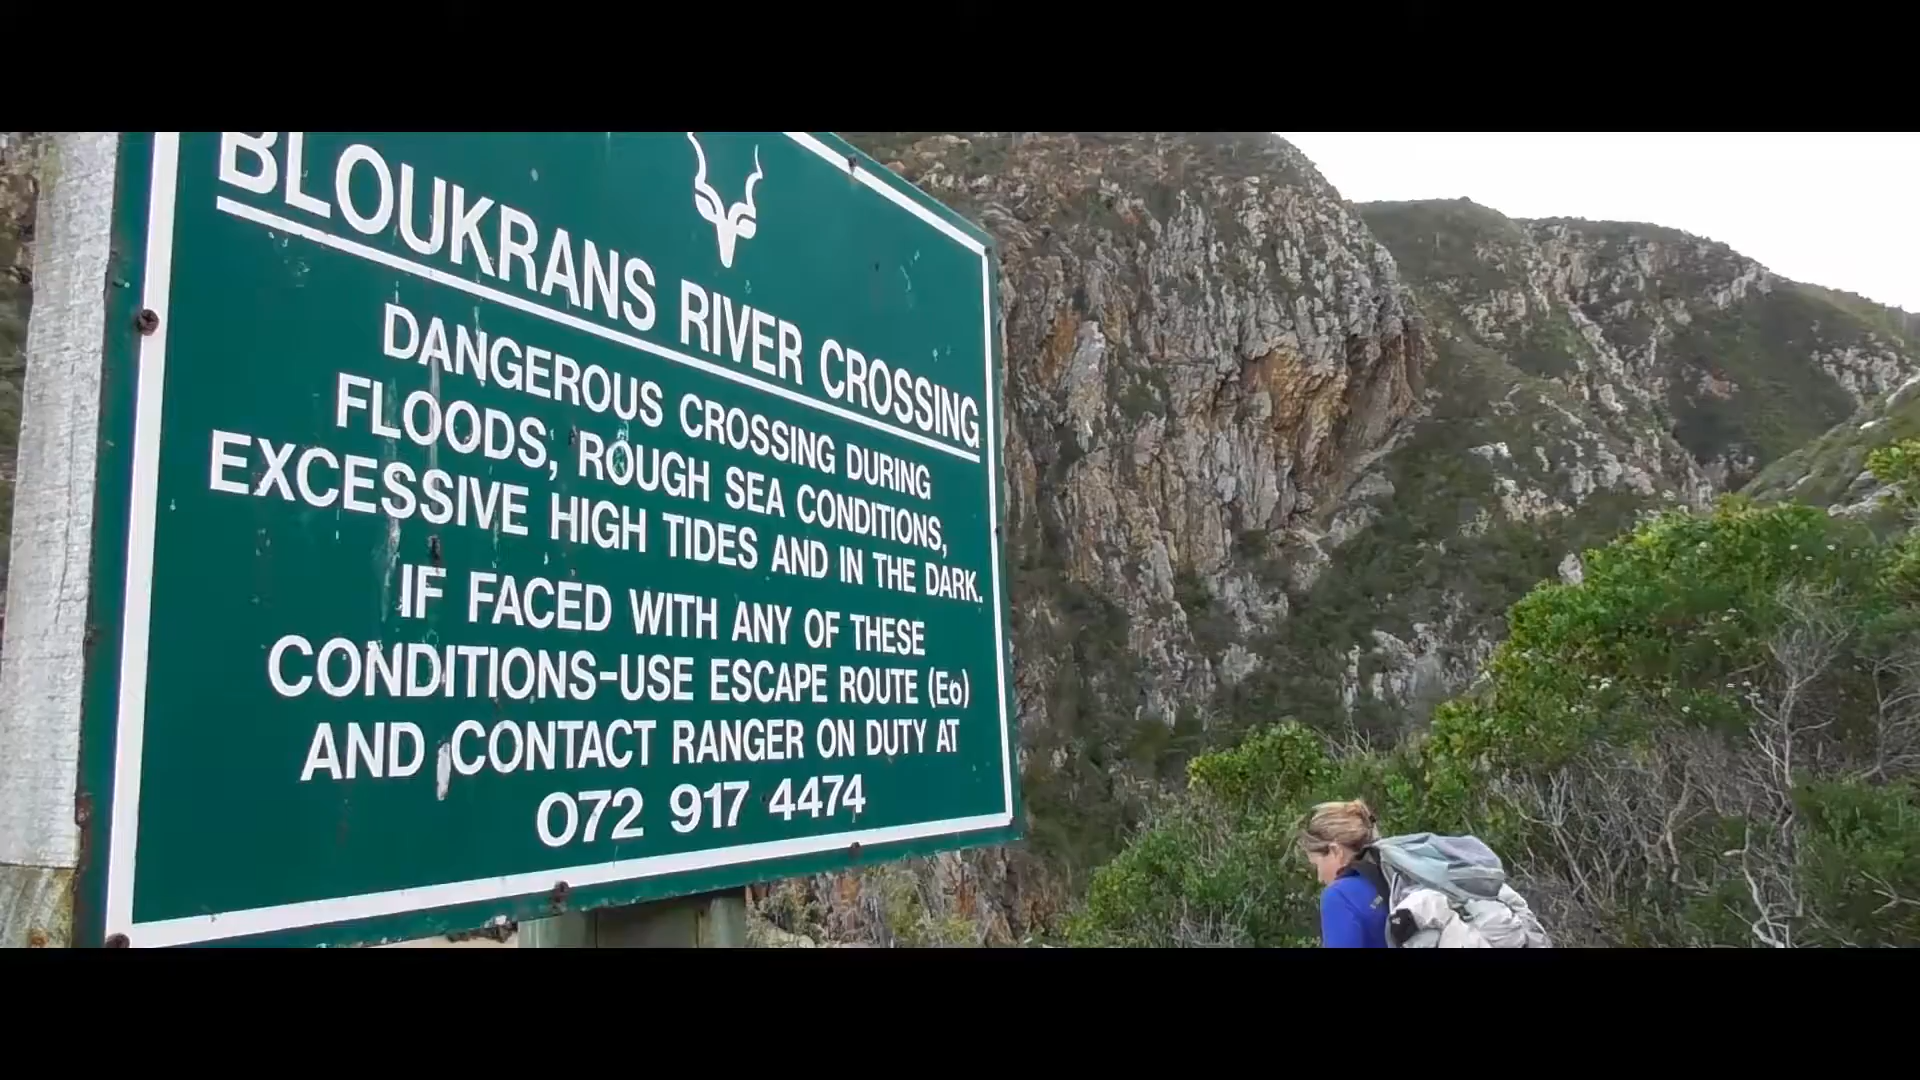 BLOUKRANS RIVER CROSSING
DANGEROUS CROSSING DURING
FLOODS, ROUGH SEA CONDITIONS,
EXCESSIVE HIGH TIDES AND IN THE DARK.
IF FACED WITH ANY OF THESE
CONDITIONS-USE ESCAPE ROUTE (E6)
AND CONTACT RANGER ON DUTY AT
072 917 4474